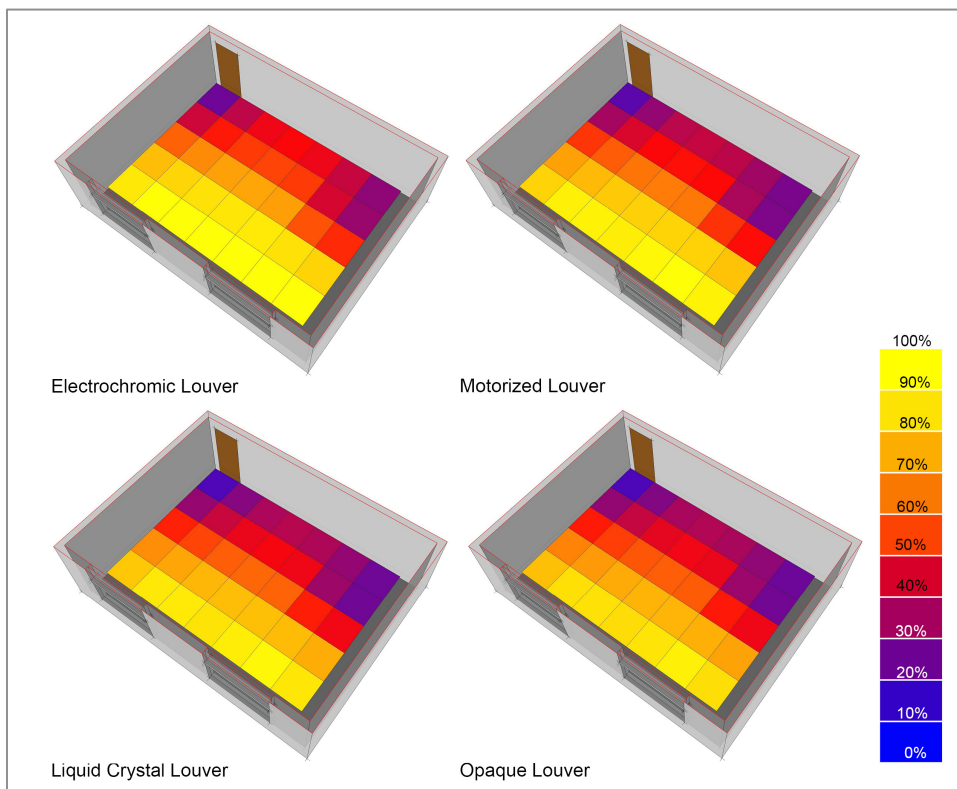 Electrochromic Louver
Motorized Louver
100%
90%
80%
70%
60%
50%
40%
30%
20%
10%
0%
Liquid Crystal Louver
Opaque Louver